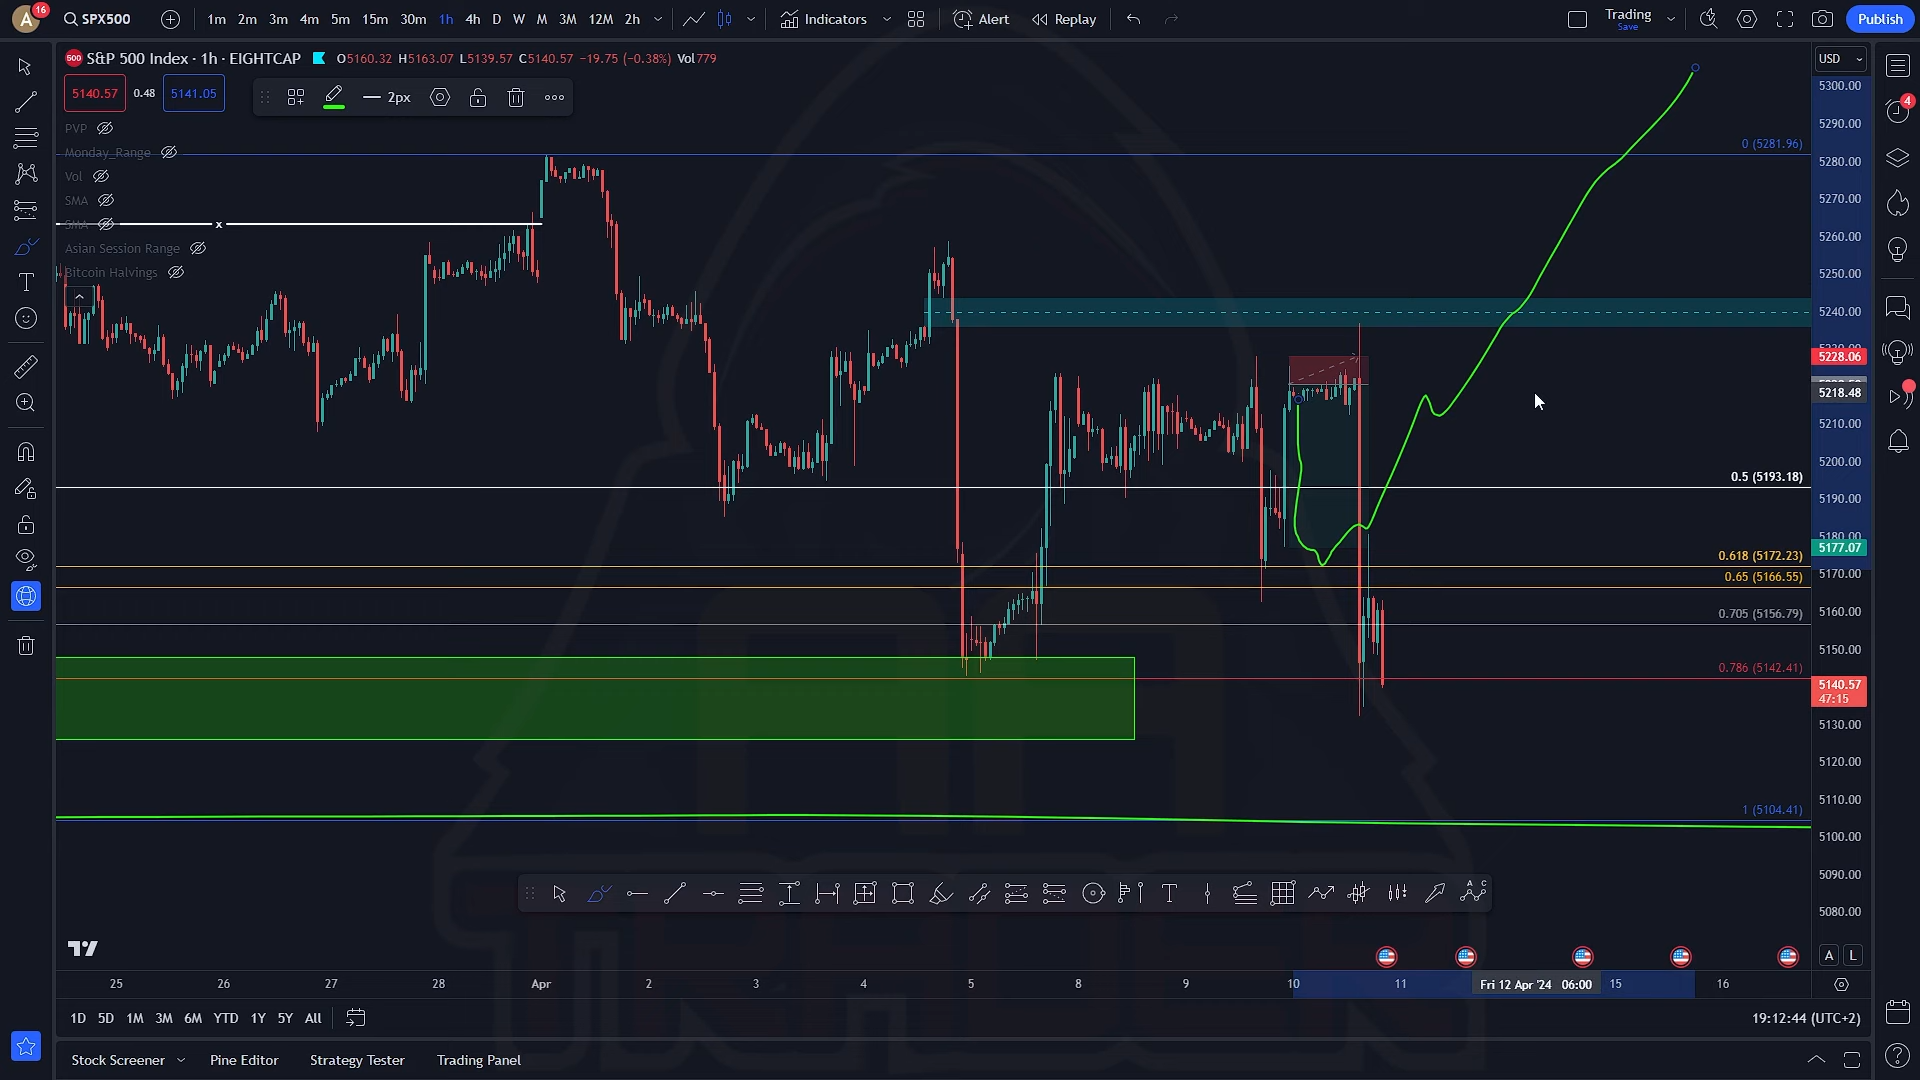 A 16 SPX500 1m 2m 3m 4m 5m 15m 30m 1h 4h D W M 3M 12M 2h Indicators Alert Replay Trading Save Publish
500 S&P 500 Index · 1h · EIGHTCAP O5160.32 H5163.07 L5139.57 C5140.57 −19.75 (−0.38%) Vol779 USD
5140.57 0.48 5141.05 2px
4
PVP
Monday_Range
Vol
SMA
SMA x
Asian Session Range
Bitcoin Halvings
5300.00
5290.00
0 (5281.96)
5280.00
5270.00
5260.00
5250.00
5240.00
5228.06
5218.48
5210.00
5200.00
0.5 (5193.18)
5190.00
5180.00
5177.07
0.618 (5172.23)
5170.00
0.65 (5166.55)
5160.00
0.705 (5156.79)
5150.00
0.786 (5142.41)
5140.57
47:15
5130.00
5120.00
5110.00
1 (5104.41)
5100.00
5090.00
5080.00
A L
25 26 27 28 Apr 2 3 4 5 8 9 10 11 Fri 12 Apr '24 06:00 15 16
1D 5D 1M 3M 6M YTD 1Y 5Y All 19:12:44 (UTC+2)
Stock Screener Pine Editor Strategy Tester Trading Panel